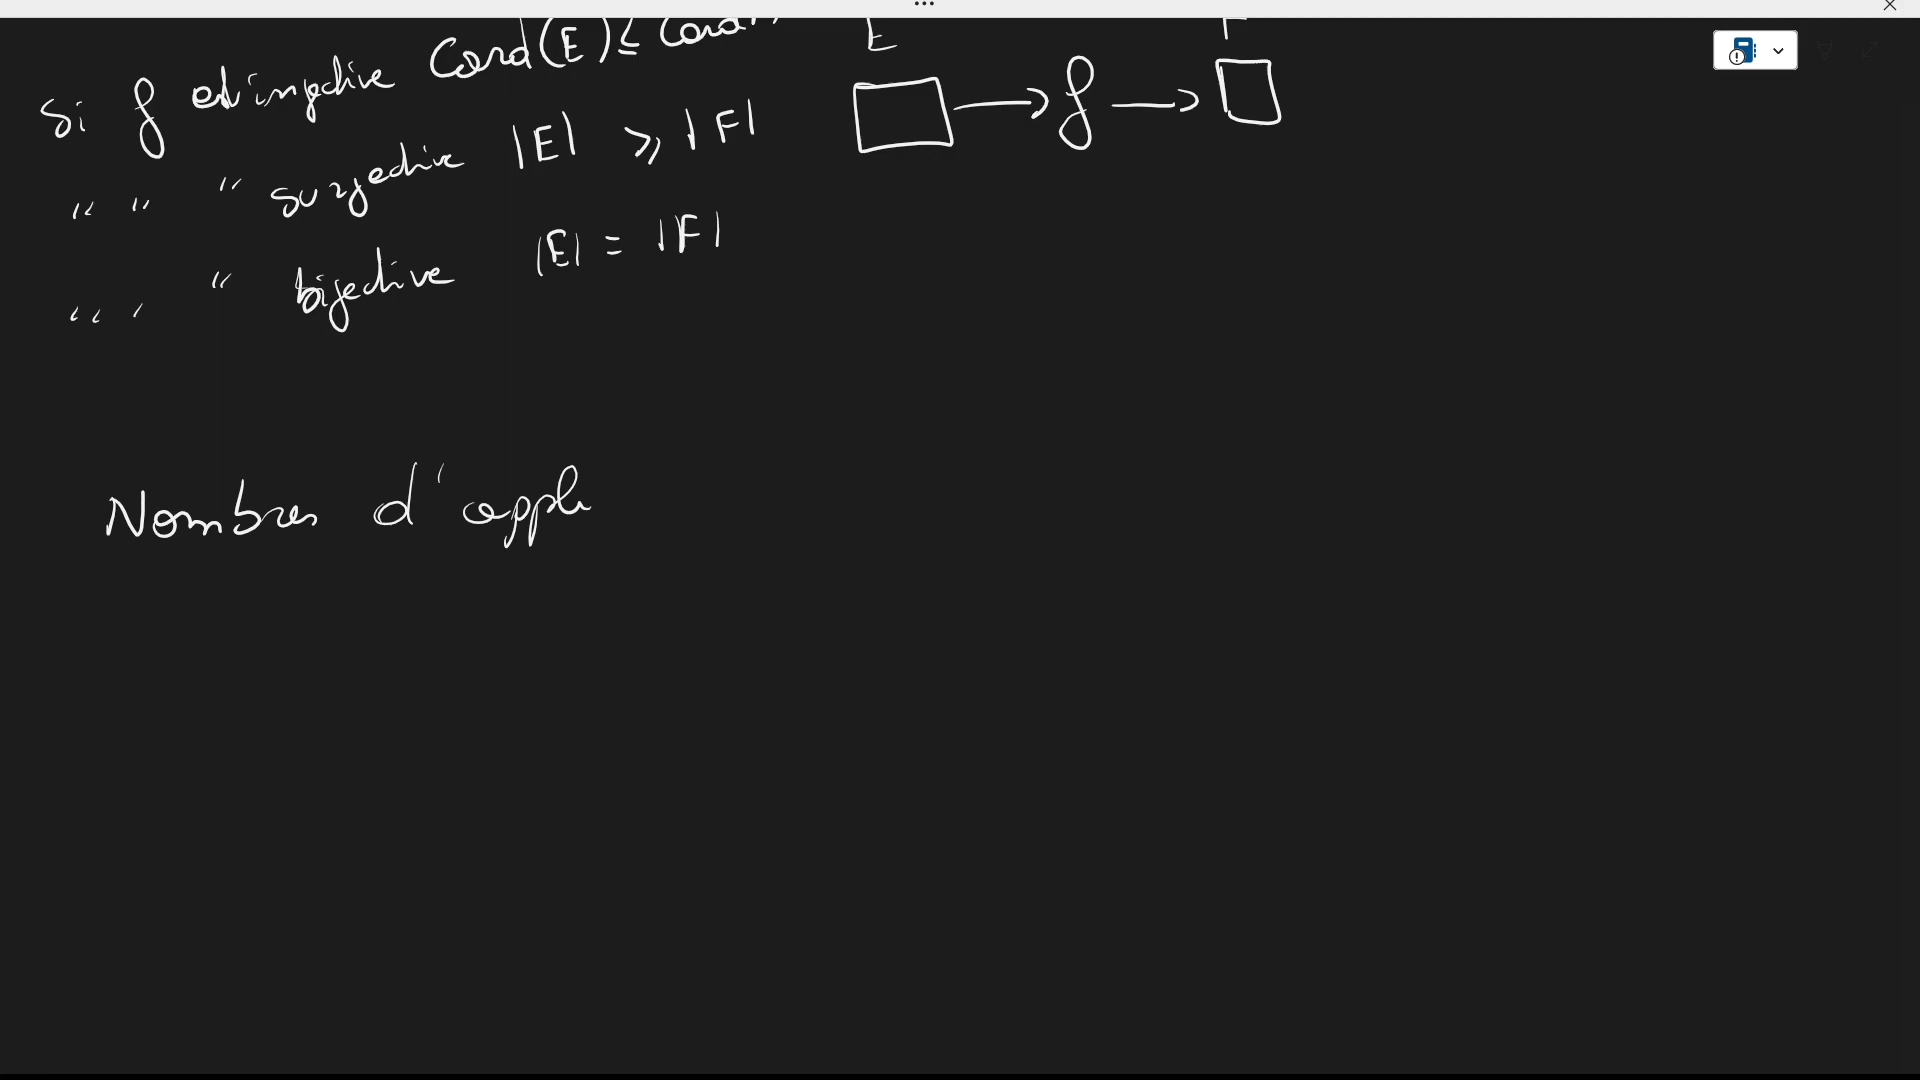 Si f est injective Card(E) ≤ Card
" " " surjective |E| ≥ |F|
" " " bijective |E| = |F|
E → f → F
Nombres d'appli